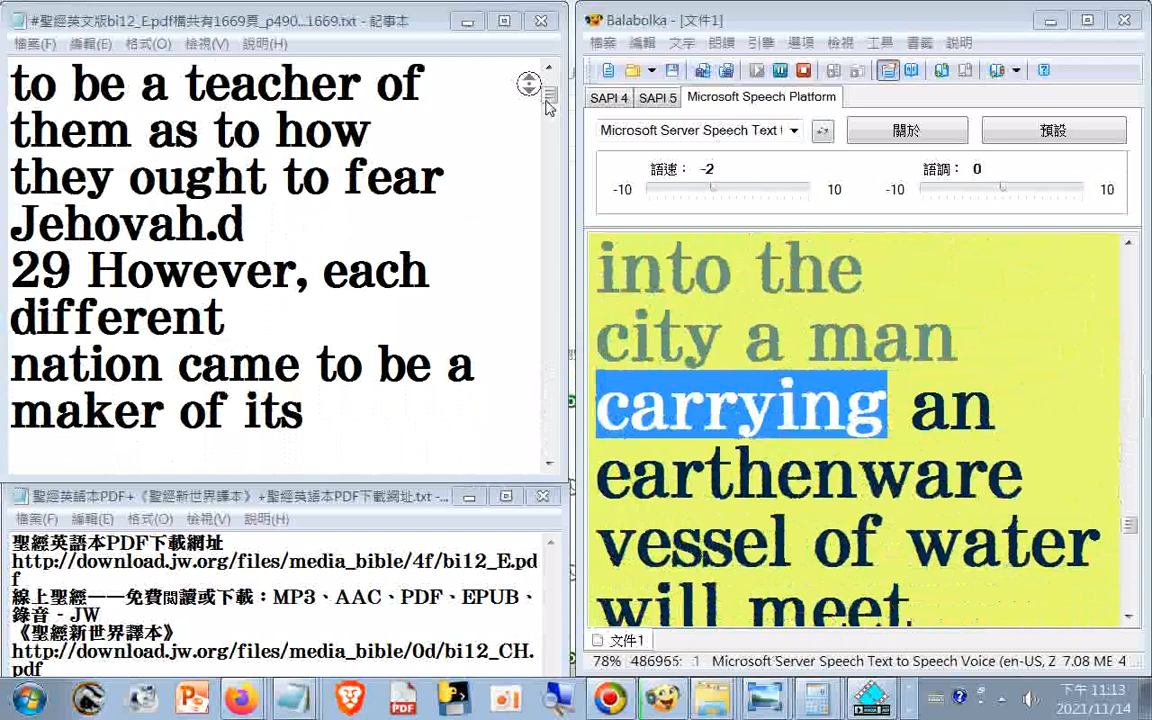 #聖經英文版bi12_E.pdf橫共有1669頁_p490...1669.txt - 記事本
檔案(F) 編輯(E) 格式(O) 檢視(V) 說明(H)
to be a teacher of
them as to how
they ought to fear
Jehovah.d
29 However, each
different
nation came to be a
maker of its
聖經英語本PDF+《聖經新世界譯本》+聖經英語本PDF下載網址.txt - ...
檔案(F) 編輯(E) 格式(O) 檢視(V) 說明(H)
聖經英語本PDF下載網址
http://download.jw.org/files/media_bible/4f/bi12_E.pd
f
線上聖經——免費閱讀或下載：MP3、AAC、PDF、EPUB、
錄音 - JW
《聖經新世界譯本》
http://download.jw.org/files/media_bible/0d/bi12_CH.
pdf
Balabolka - [文件1]
檔案 編輯 文字 朗讀 引擎 選項 檢視 工具 書籤 說明
SAPI 4 SAPI 5 Microsoft Speech Platform
Microsoft Server Speech Text 關於 預設
語速： -2 語調： 0
-10 10 -10 10
into the
city a man
carrying an
earthenware
vessel of water
will meet
文件1
78% 486965: 1 Microsoft Server Speech Text to Speech Voice (en-US, Z 7.08 ME 4
PDF
下午 11:13
2021/11/14